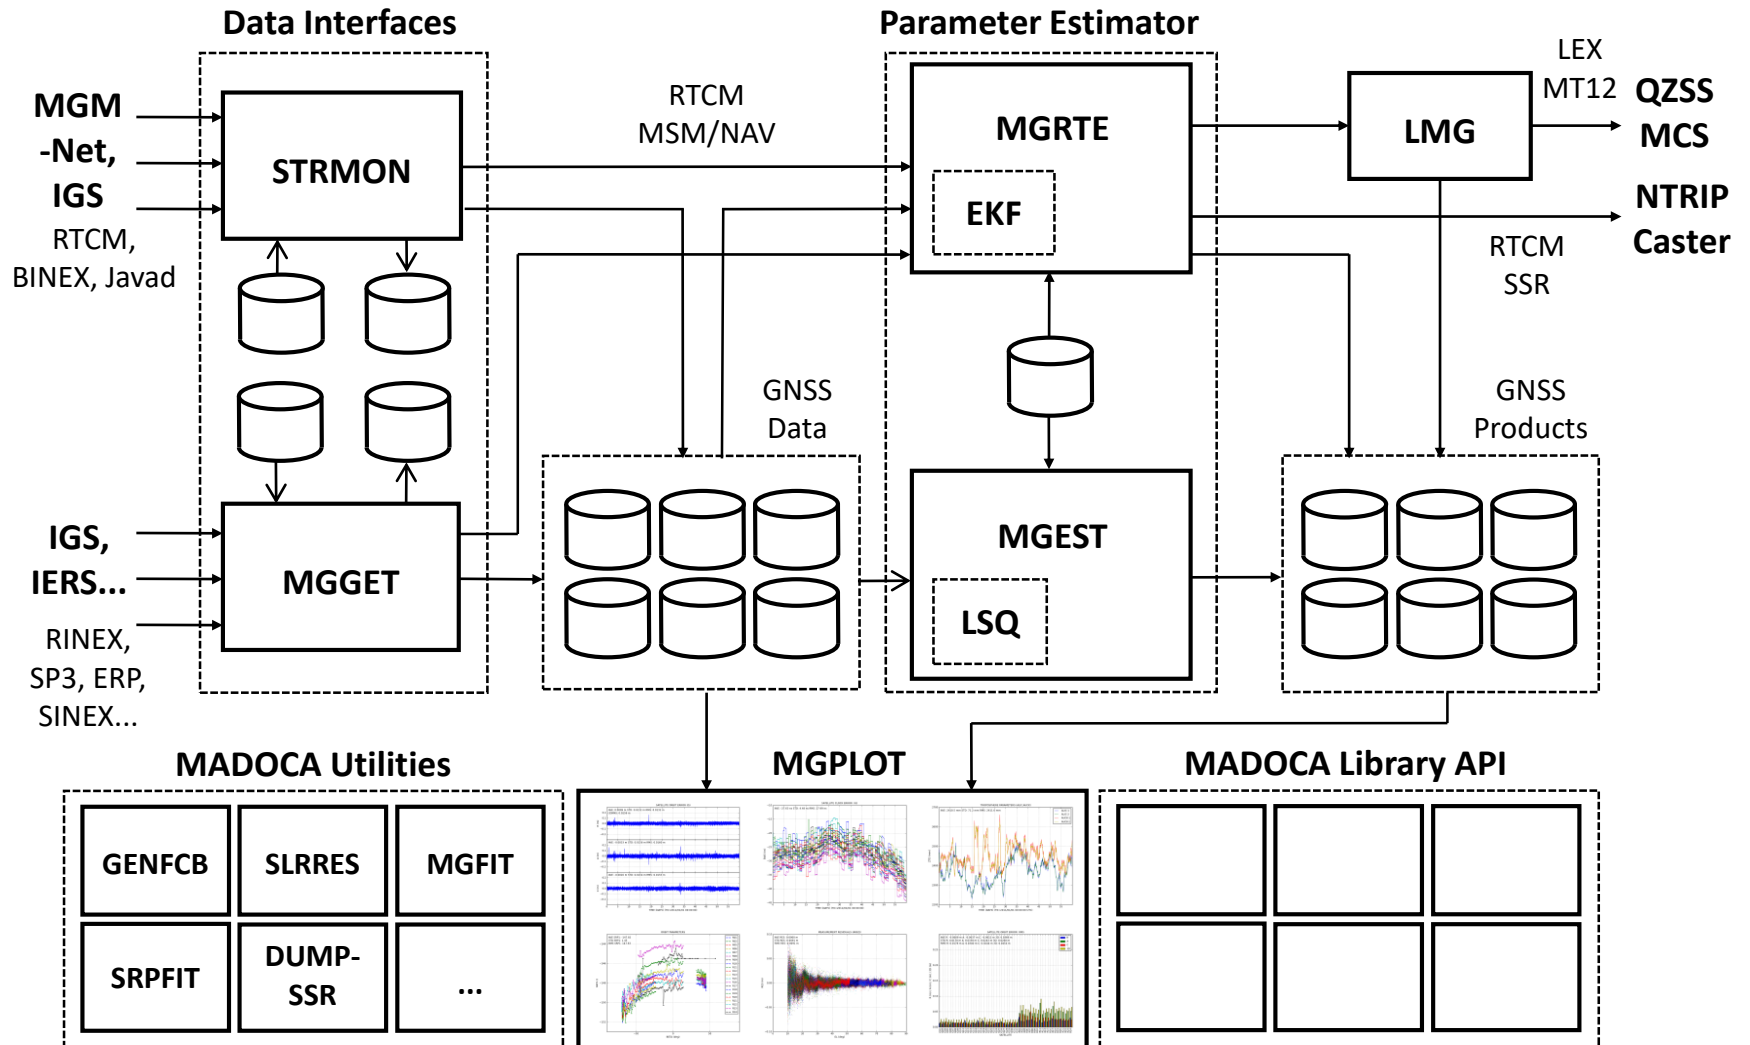 Data Interfaces
Parameter Estimator
MGM
-Net,
IGS
RTCM,
BINEX, Javad
STRMON
RTCM
MSM/NAV
MGRTE
EKF
LMG
LEX
MT12
QZSS
MCS
NTRIP
Caster
RTCM
SSR
GNSS
Data
GNSS
Products
IGS,
IERS...
RINEX,
SP3, ERP,
SINEX...
MGGET
MGEST
LSQ
MADOCA Utilities
MGPLOT
MADOCA Library API
GENFCB
SLRRES
MGFIT
SRPFIT
DUMP-
SSR
...